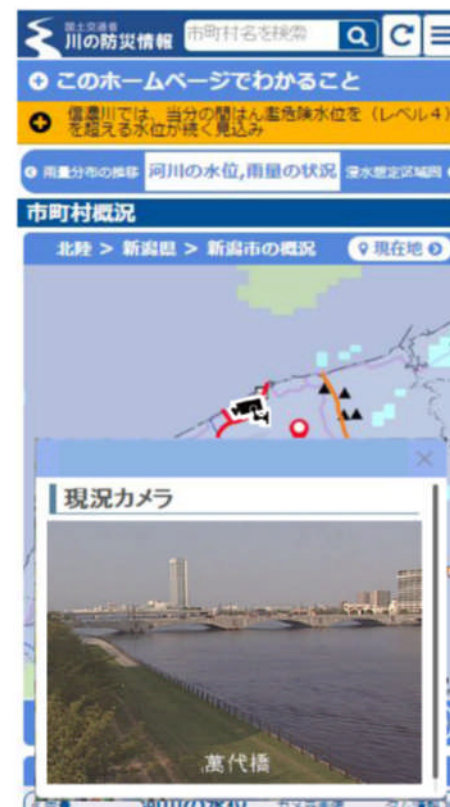 国土交通省
川の防災情報
市町村名を検索
このホームページでわかること
信濃川では、当分の間はん濫危険水位を（レベル4）
を超える水位が続く見込み
雨量分布の推移 河川の水位,雨量の状況 浸水想定区域図
市町村概況
北陸 > 新潟県 > 新潟市の概況 現在地
現況カメラ
萬代橋